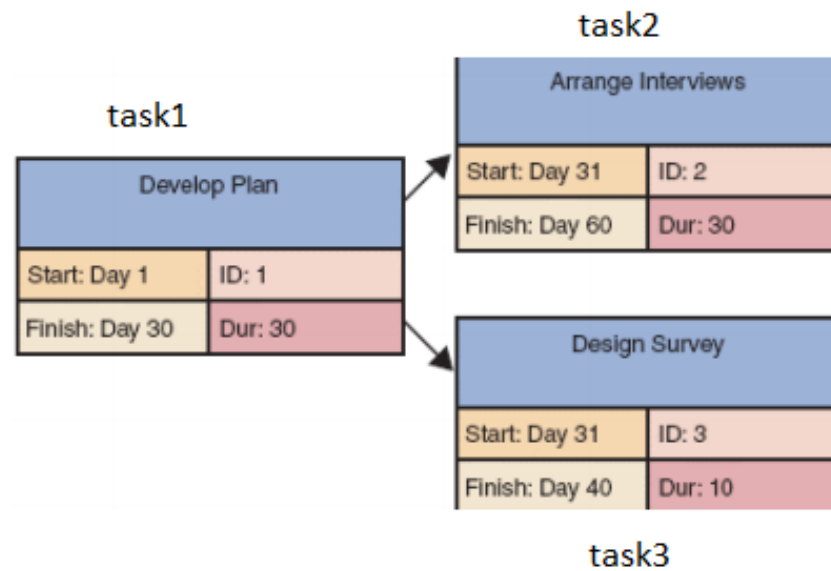 task1
Develop Plan
Start: Day 1 ID: 1
Finish: Day 30 Dur: 30
task2
Arrange Interviews
Start: Day 31 ID: 2
Finish: Day 60 Dur: 30
Design Survey
Start: Day 31 ID: 3
Finish: Day 40 Dur: 10
task3